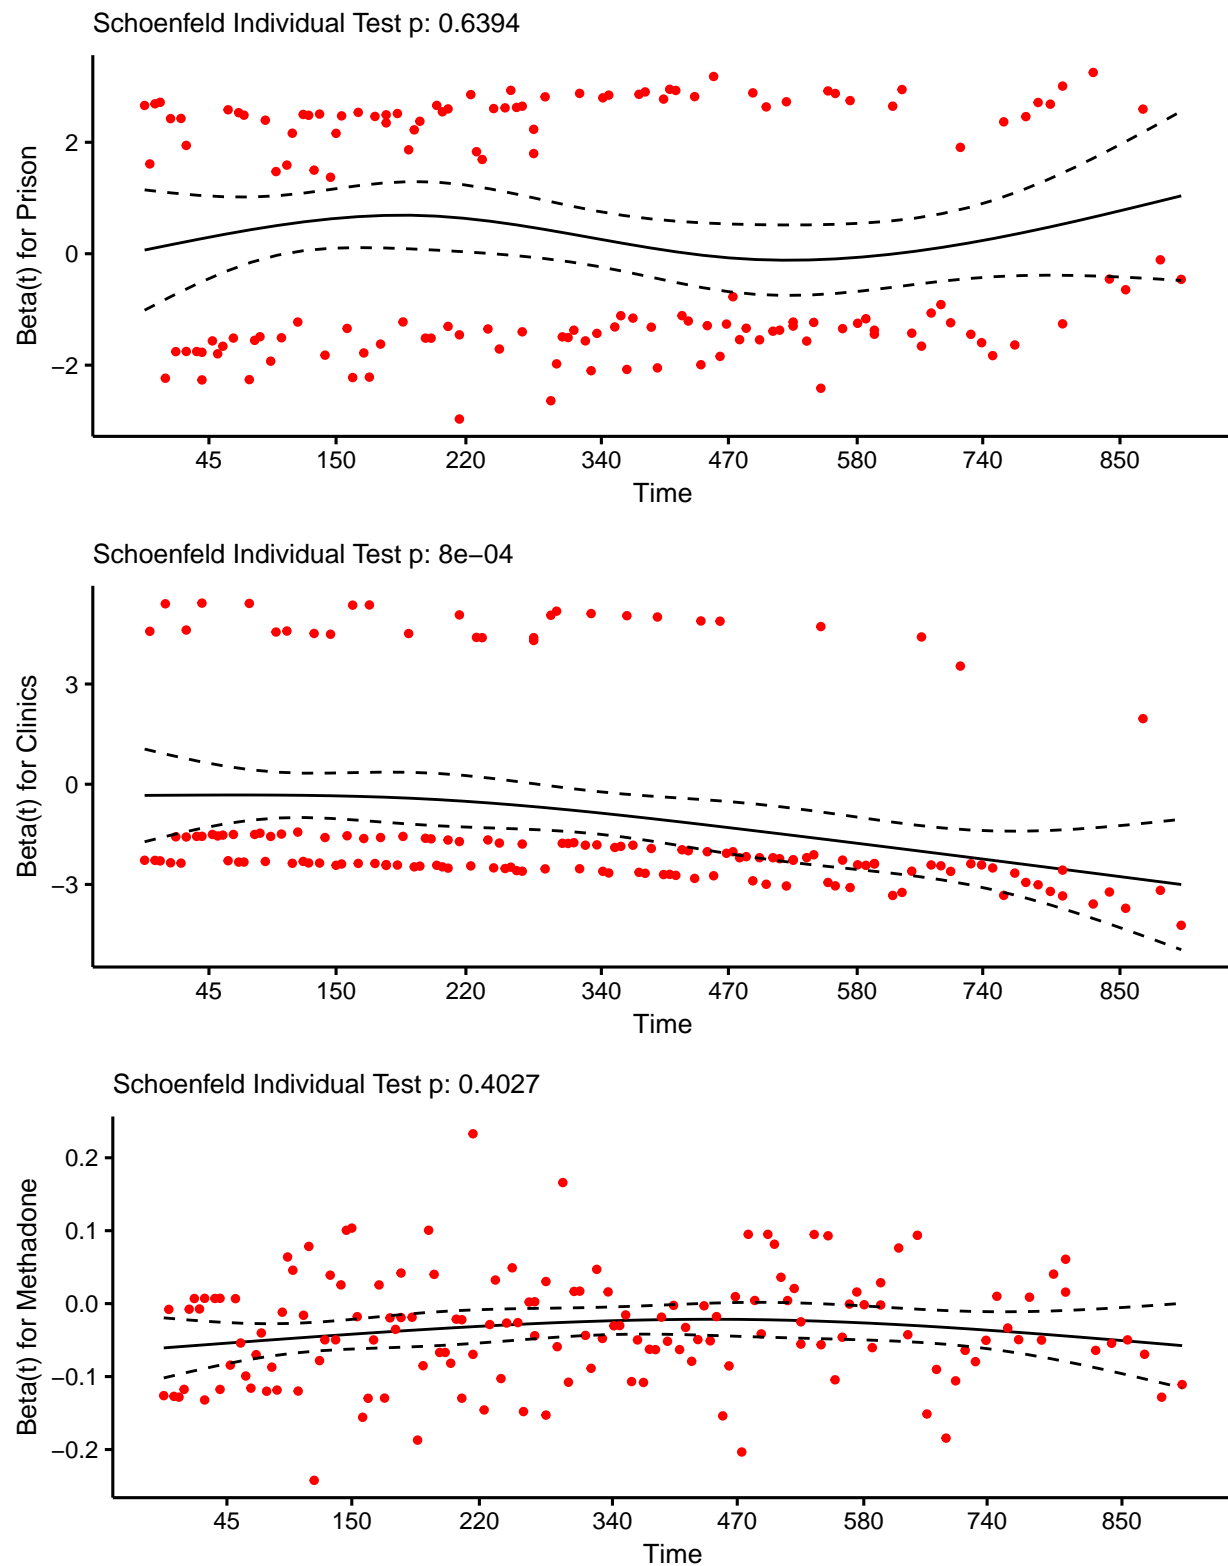 Schoenfeld Individual Test p: 0.6394
Beta(t) for Prison
2
0
−2
45 150 220 340 470 580 740 850
Time
Schoenfeld Individual Test p: 8e−04
Beta(t) for Clinics
3
0
−3
45 150 220 340 470 580 740 850
Time
Schoenfeld Individual Test p: 0.4027
Beta(t) for Methadone
0.2
0.1
0.0
−0.1
−0.2
45 150 220 340 470 580 740 850
Time